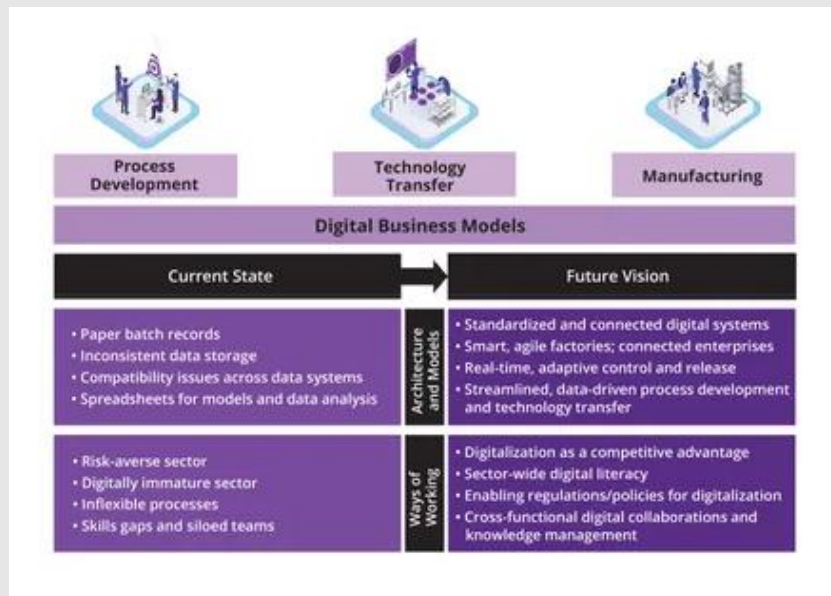 Process
Development
Technology
Transfer
Manufacturing
Digital Business Models
Current State
Future Vision
• Paper batch records
• Inconsistent data storage
• Compatibility issues across data systems
• Spreadsheets for models and data analysis
Architecture
and Models
• Standardized and connected digital systems
• Smart, agile factories; connected enterprises
• Real-time, adaptive control and release
• Streamlined, data-driven process development
and technology transfer
• Risk-averse sector
• Digitally immature sector
• Inflexible processes
• Skills gaps and siloed teams
Ways of
Working
• Digitalization as a competitive advantage
• Sector-wide digital literacy
• Enabling regulations/policies for digitalization
• Cross-functional digital collaborations and
knowledge management